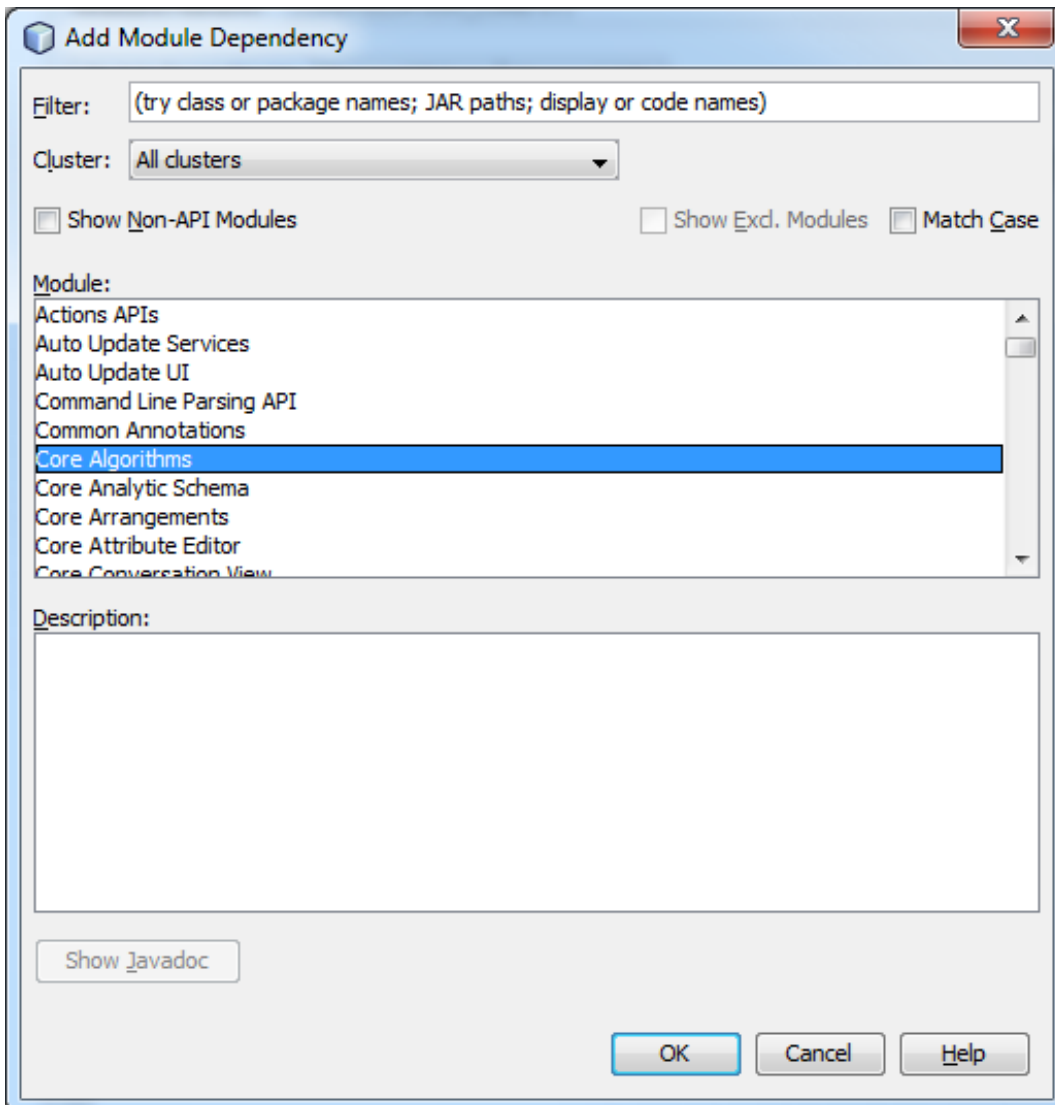 Add Module Dependency
Filter: (try class or package names; JAR paths; display or code names)
Cluster: All clusters
Show Non-API Modules Show Excl. Modules Match Case
Module:
Actions APIs
Auto Update Services
Auto Update UI
Command Line Parsing API
Common Annotations
Core Algorithms
Core Analytic Schema
Core Arrangements
Core Attribute Editor
Core Conversation View
Description:
Show Javadoc
OK Cancel Help